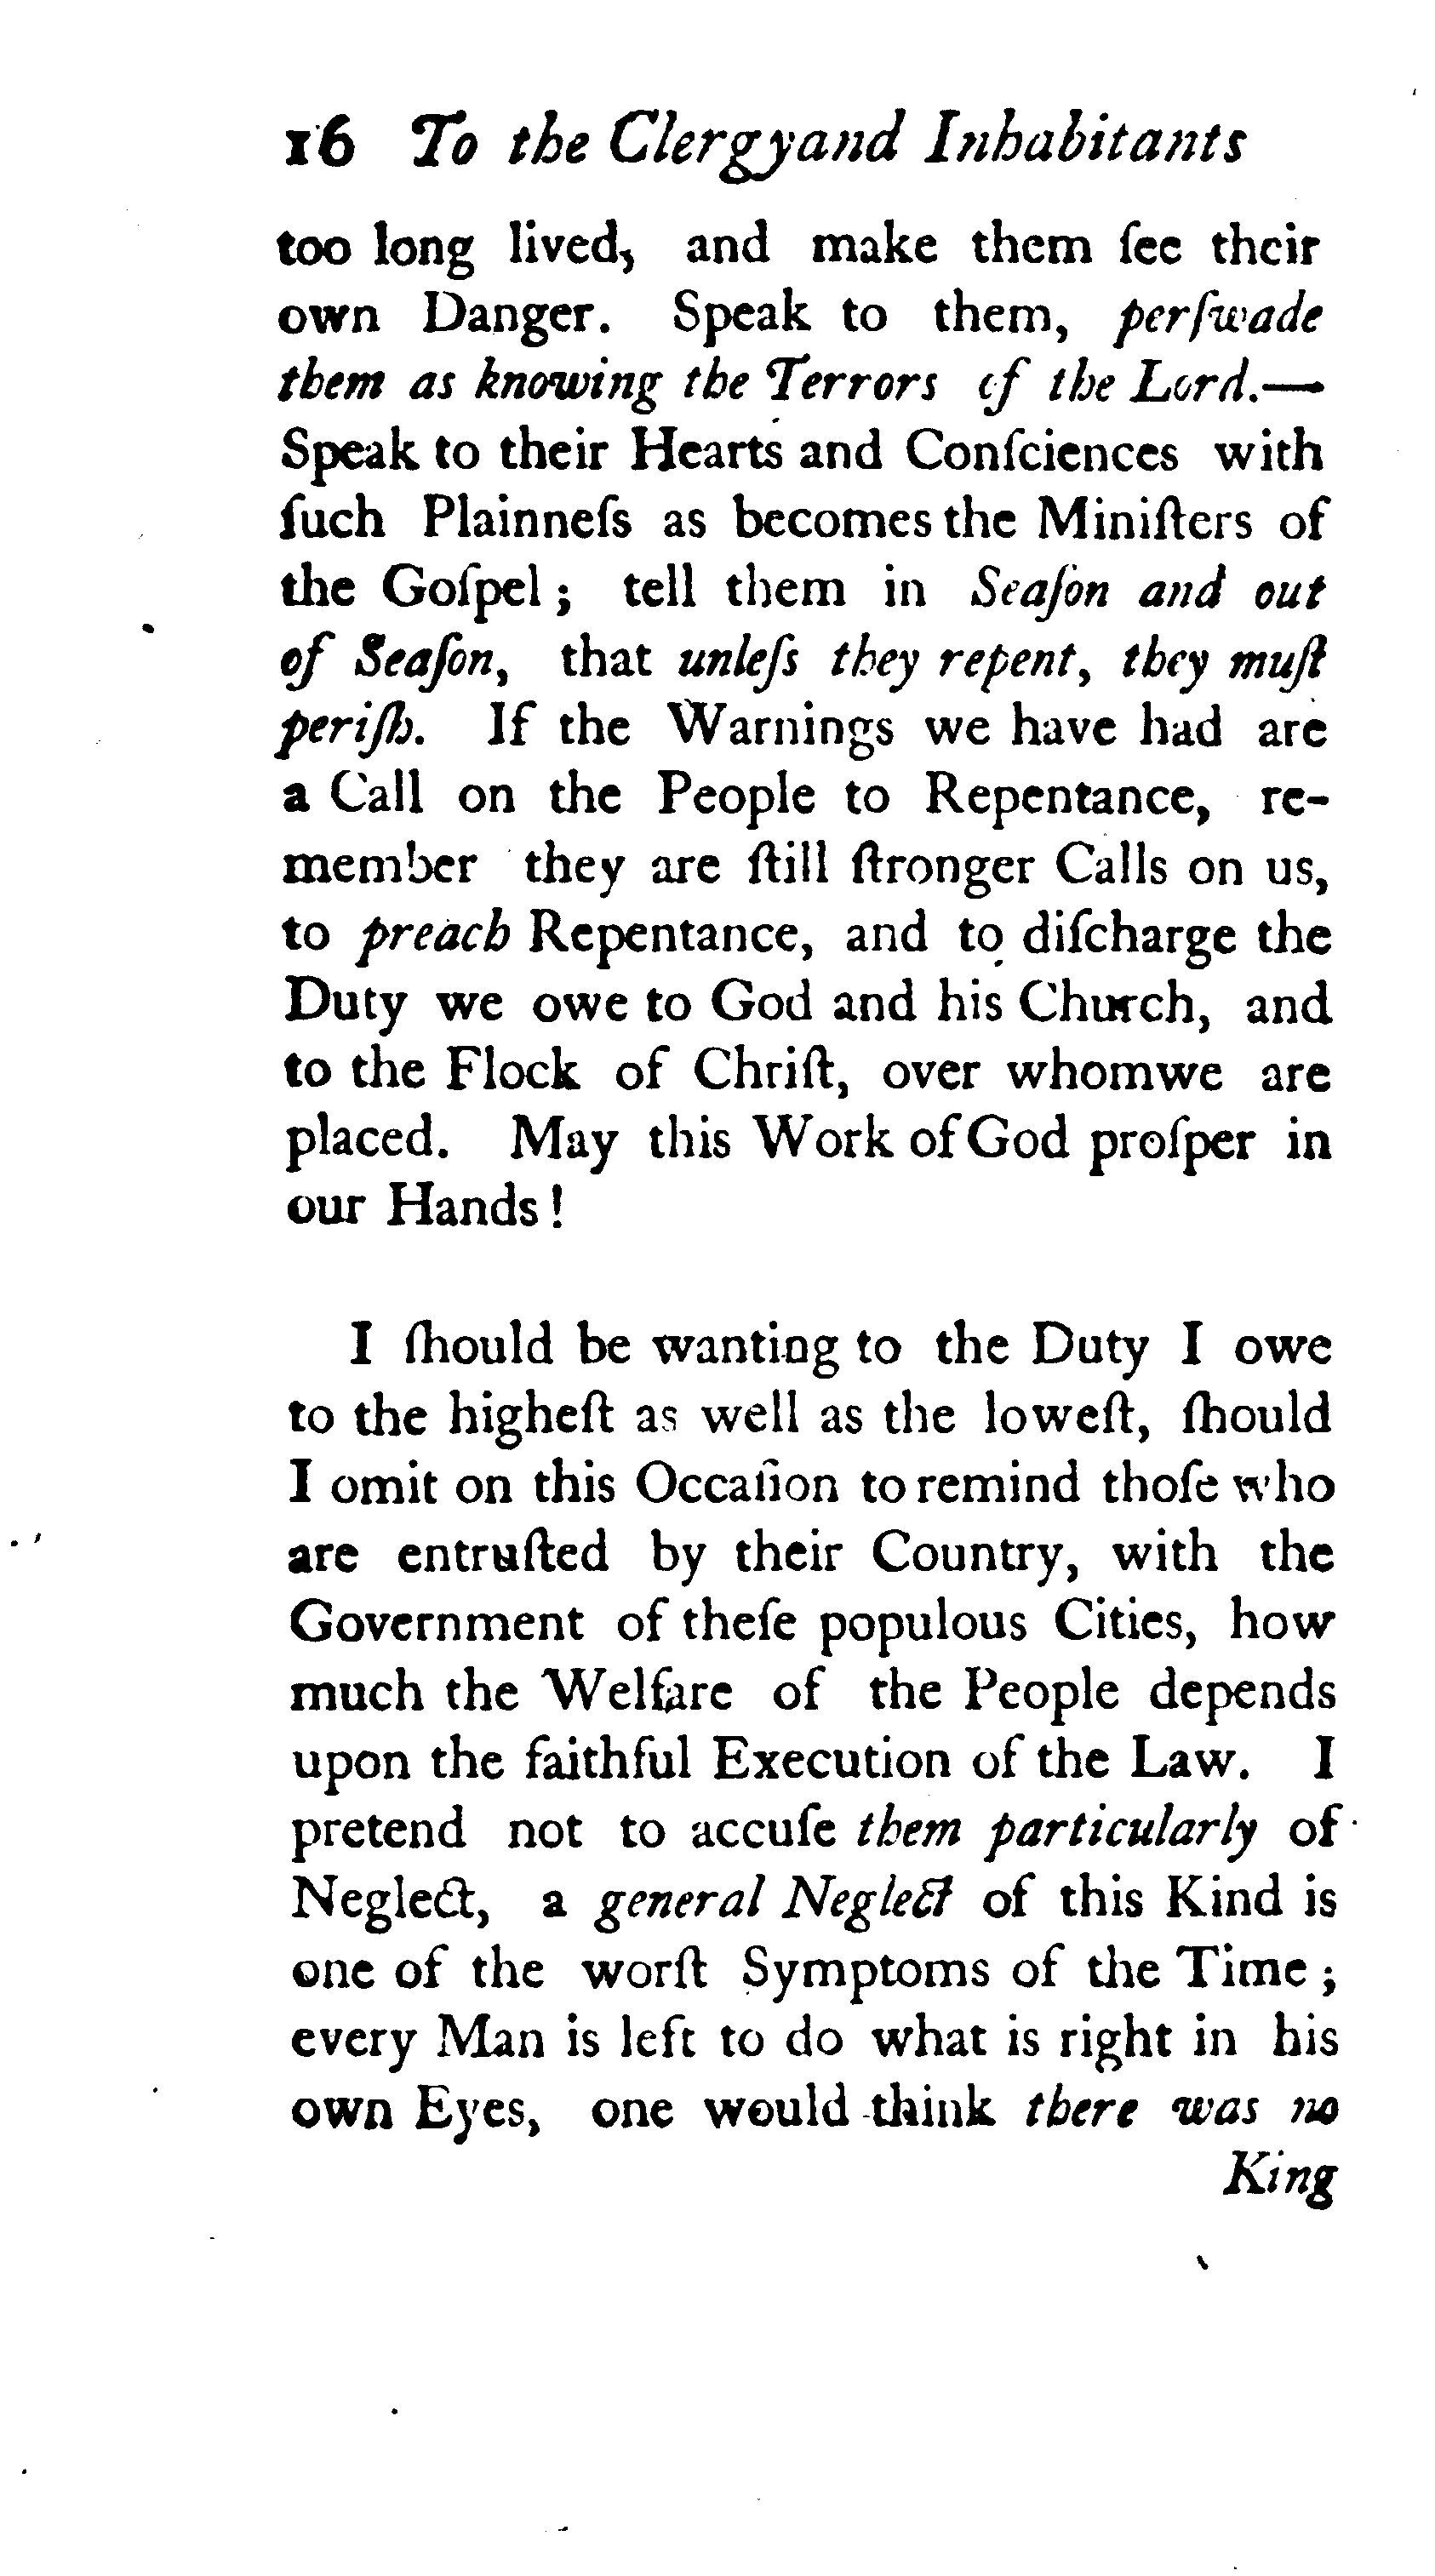 16 To the Clergyand Inhabitants
too long lived, and make them ſee their
own Danger. Speak to them, perſwade
them as knowing the Terrors of the Lord.—
Speak to their Hearts and Conſciences with
ſuch Plainneſs as becomes the Miniſters of
the Goſpel; tell them in Seaſon and out
of Seaſon, that unleſs they repent, they muſt
periſh. If the Warnings we have had are
a Call on the People to Repentance, re-
member they are ſtill ſtronger Calls on us,
to preach Repentance, and to diſcharge the
Duty we owe to God and his Church, and
to the Flock of Chriſt, over whomwe are
placed. May this Work of God proſper in
our Hands!
I ſhould be wanting to the Duty I owe
to the higheſt as well as the loweſt, ſhould
I omit on this Occaſion to remind thoſe who
are entruſted by their Country, with the
Government of theſe populous Cities, how
much the Welfare of the People depends
upon the faithful Execution of the Law. I
pretend not to accuſe them particularly of
Neglect, a general Neglect of this Kind is
one of the worſt Symptoms of the Time;
every Man is left to do what is right in his
own Eyes, one would think there was no
King